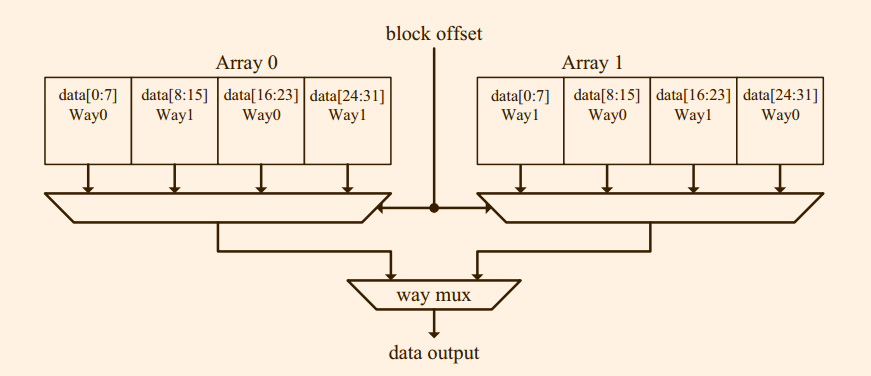 block offset
Array 0
Array 1
data[0:7]
Way0
data[8:15]
Way1
data[16:23]
Way0
data[24:31]
Way1
data[0:7]
Way1
data[8:15]
Way0
data[16:23]
Way1
data[24:31]
Way0
way mux
data output